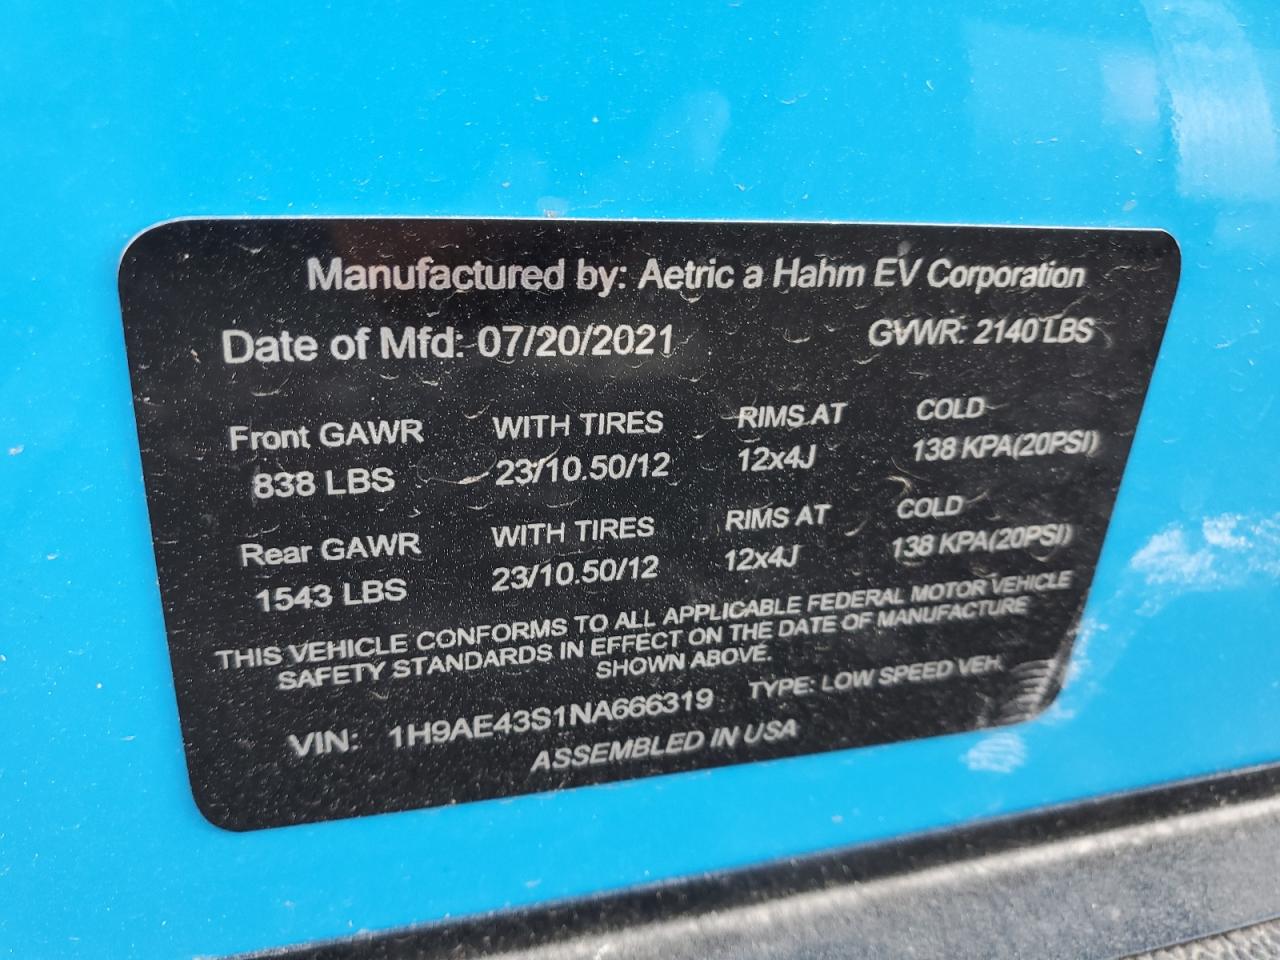 Manufactured by: Aetric a Hahm EV Corporation
Date of Mfd: 07/20/2021 GVWR: 2140 LBS
Front GAWR WITH TIRES RIMS AT COLD
838 LBS 23/10.50/12 12x4J 138 KPA(20PSI)
Rear GAWR WITH TIRES RIMS AT COLD
1543 LBS 23/10.50/12 12x4J 138 KPA(20PSI)
THIS VEHICLE CONFORMS TO ALL APPLICABLE FEDERAL MOTOR VEHICLE
SAFETY STANDARDS IN EFFECT ON THE DATE OF MANUFACTURE
SHOWN ABOVE.
VIN: 1H9AE43S1NA666319 TYPE: LOW SPEED VEH.
ASSEMBLED IN USA